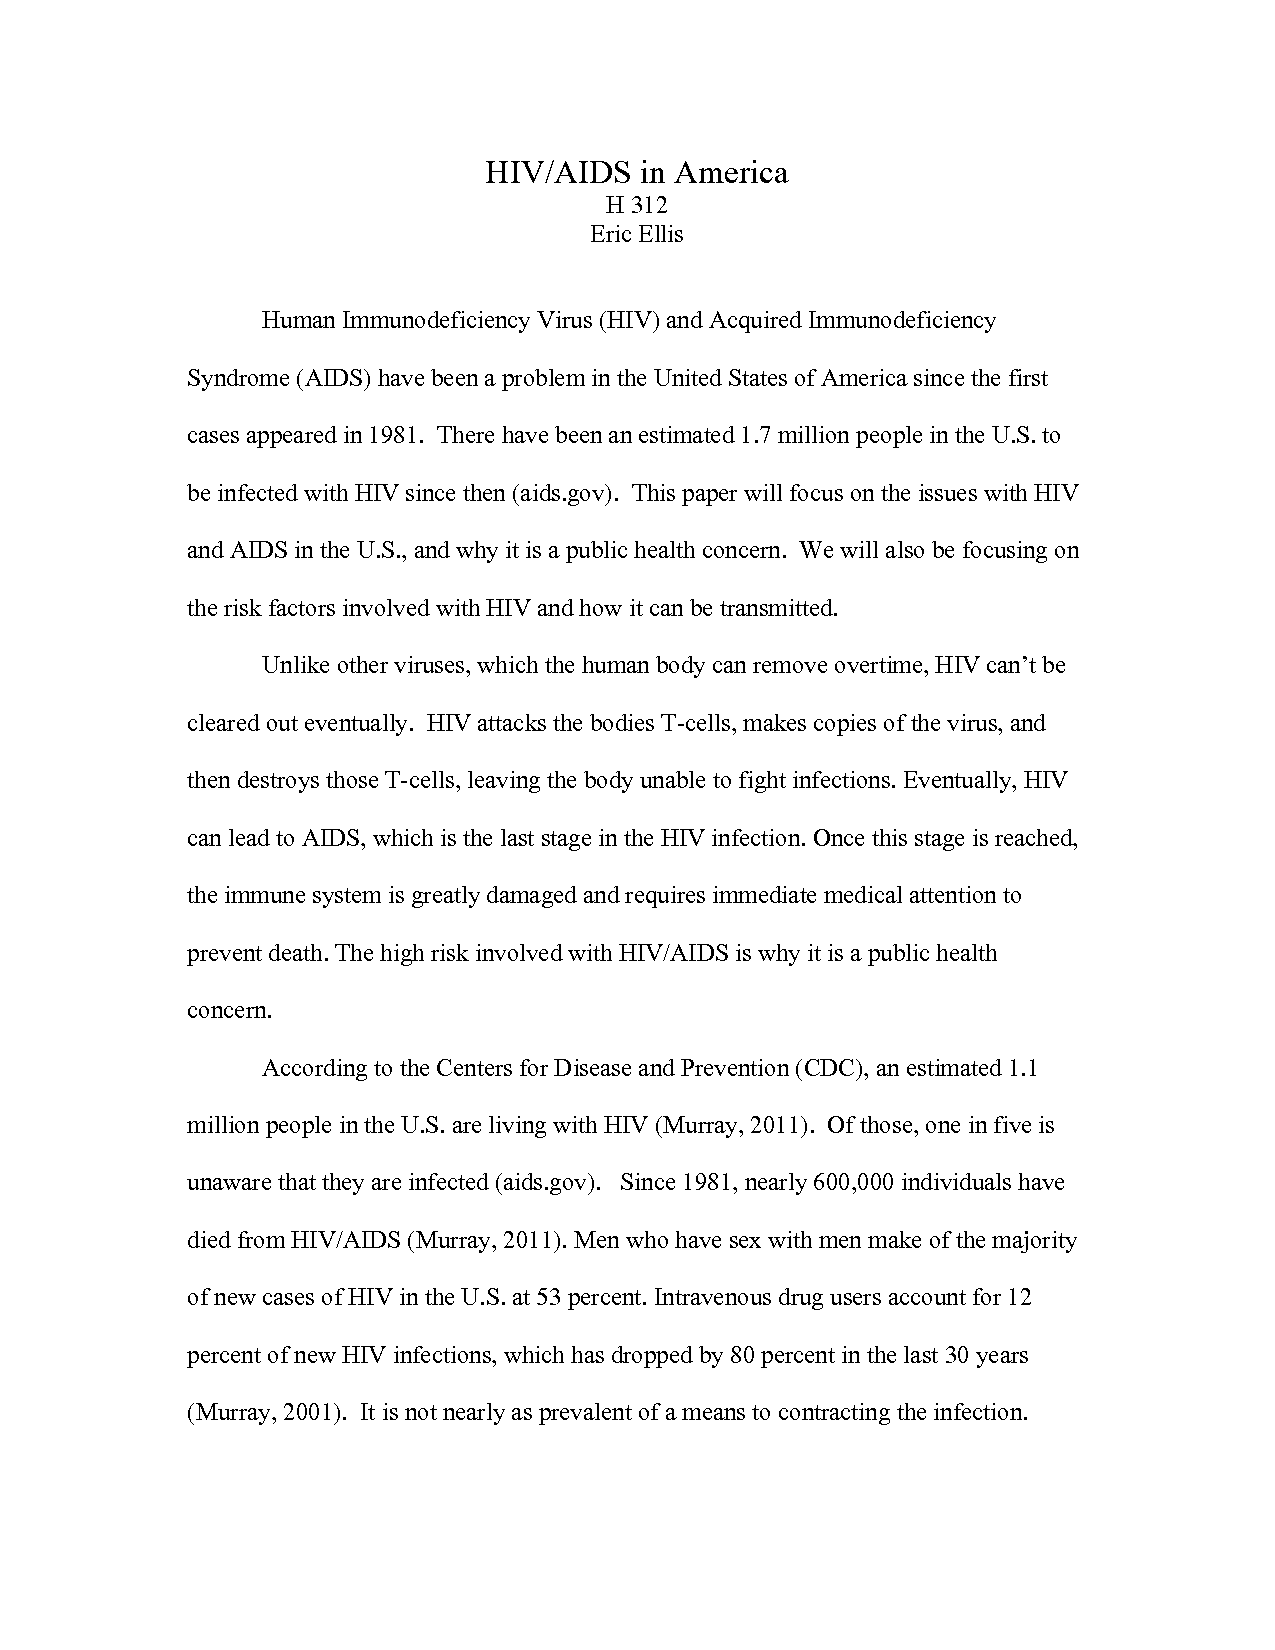 HIV/AIDS in America
H 312
Eric Ellis
Human Immunodeficiency Virus (HIV) and Acquired Immunodeficiency
Syndrome (AIDS) have been a problem in the United States of America since the first
cases appeared in 1981.  There have been an estimated 1.7 million people in the U.S. to
be infected with HIV since then (aids.gov).  This paper will focus on the issues with HIV
and AIDS in the U.S., and why it is a public health concern.  We will also be focusing on
the risk factors involved with HIV and how it can be transmitted.
Unlike other viruses, which the human body can remove overtime, HIV can’t be
cleared out eventually.  HIV attacks the bodies T-cells, makes copies of the virus, and
then destroys those T-cells, leaving the body unable to fight infections. Eventually, HIV
can lead to AIDS, which is the last stage in the HIV infection. Once this stage is reached,
the immune system is greatly damaged and requires immediate medical attention to
prevent death. The high risk involved with HIV/AIDS is why it is a public health
concern.
According to the Centers for Disease and Prevention (CDC), an estimated 1.1
million people in the U.S. are living with HIV (Murray, 2011).  Of those, one in five is
unaware that they are infected (aids.gov).   Since 1981, nearly 600,000 individuals have
died from HIV/AIDS (Murray, 2011). Men who have sex with men make of the majority
of new cases of HIV in the U.S. at 53 percent. Intravenous drug users account for 12
percent of new HIV infections, which has dropped by 80 percent in the last 30 years
(Murray, 2001).  It is not nearly as prevalent of a means to contracting the infection.